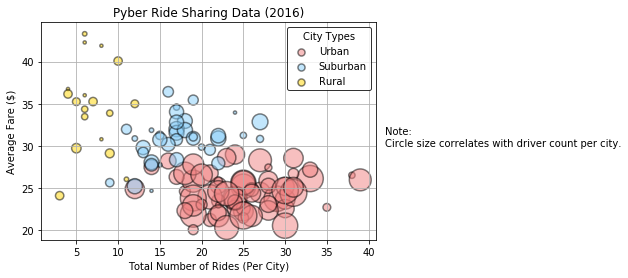 Pyber Ride Sharing Data (2016)
City Types
Urban
Suburban
Rural
40
35
30
25
20
Average Fare ($)
Note:
Circle size correlates with driver count per city.
5
10
15
20
25
30
35
40
Total Number of Rides (Per City)